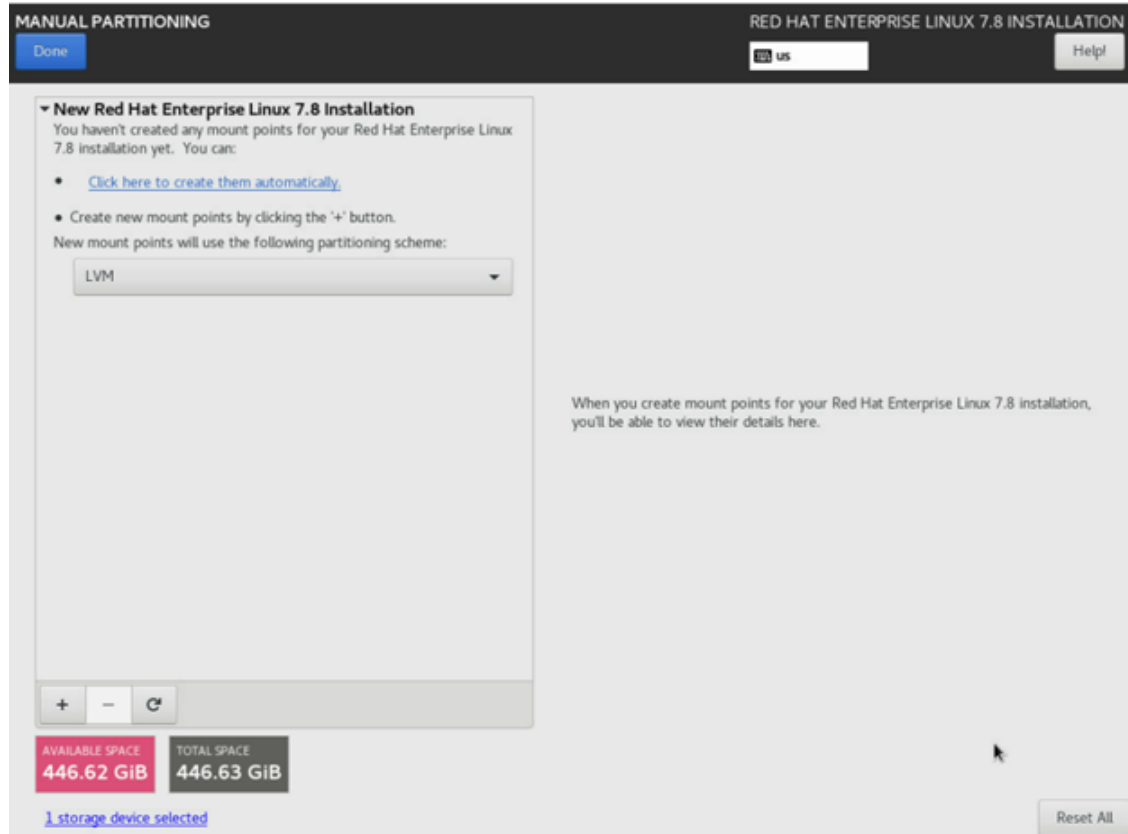 MANUAL PARTITIONING
RED HAT ENTERPRISE LINUX 7.8 INSTALLATION
Done
us
Help!
New Red Hat Enterprise Linux 7.8 Installation
You haven't created any mount points for your Red Hat Enterprise Linux
7.8 installation yet. You can:
• Click here to create them automatically.
• Create new mount points by clicking the '+' button.
New mount points will use the following partitioning scheme:
LVM
When you create mount points for your Red Hat Enterprise Linux 7.8 installation,
you'll be able to view their details here.
+ −
AVAILABLE SPACE
446.62 GiB
TOTAL SPACE
446.63 GiB
1 storage device selected
Reset All